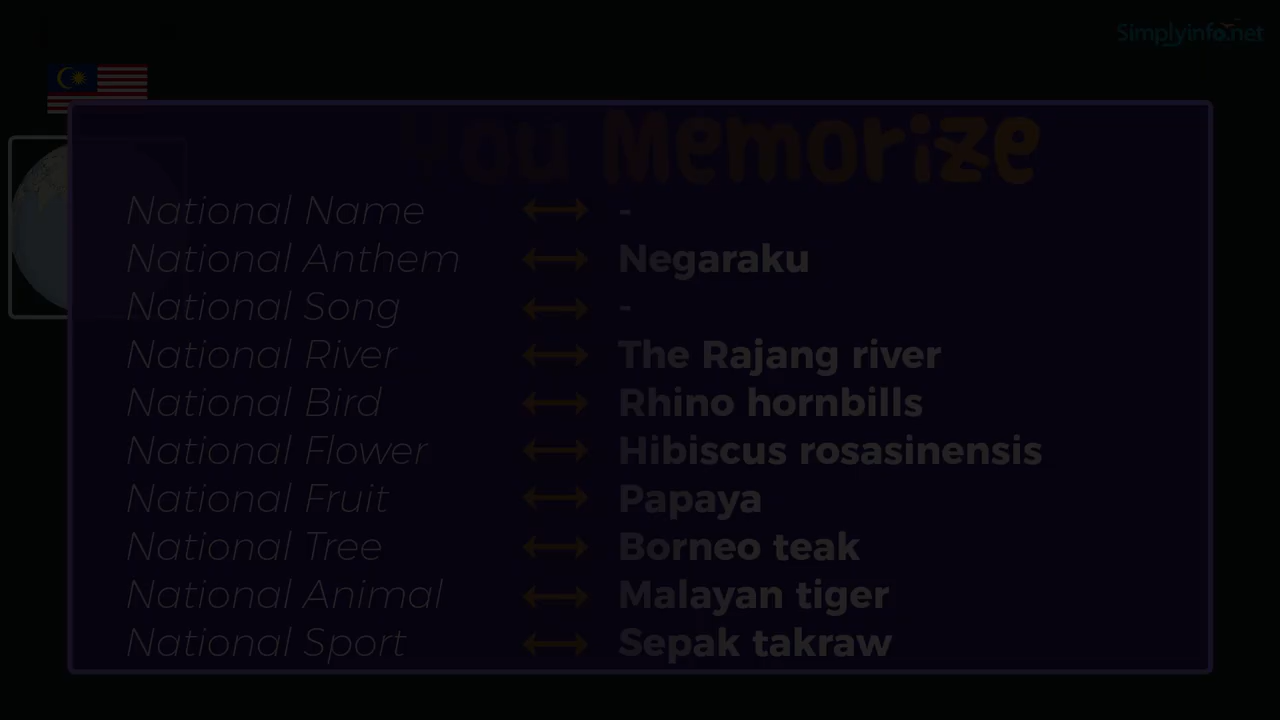 Simplyinfo.net
You Memorize
National Name ↔ -
National Anthem ↔ Negaraku
National Song ↔ -
National River ↔ The Rajang river
National Bird ↔ Rhino hornbills
National Flower ↔ Hibiscus rosasinensis
National Fruit ↔ Papaya
National Tree ↔ Borneo teak
National Animal ↔ Malayan tiger
National Sport ↔ Sepak takraw